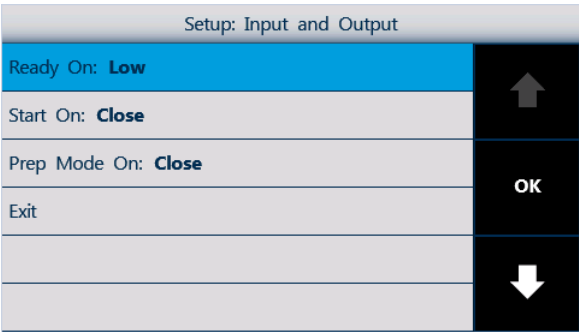 Setup: Input and Output
Ready On: Low
Start On: Close
Prep Mode On: Close
OK
Exit